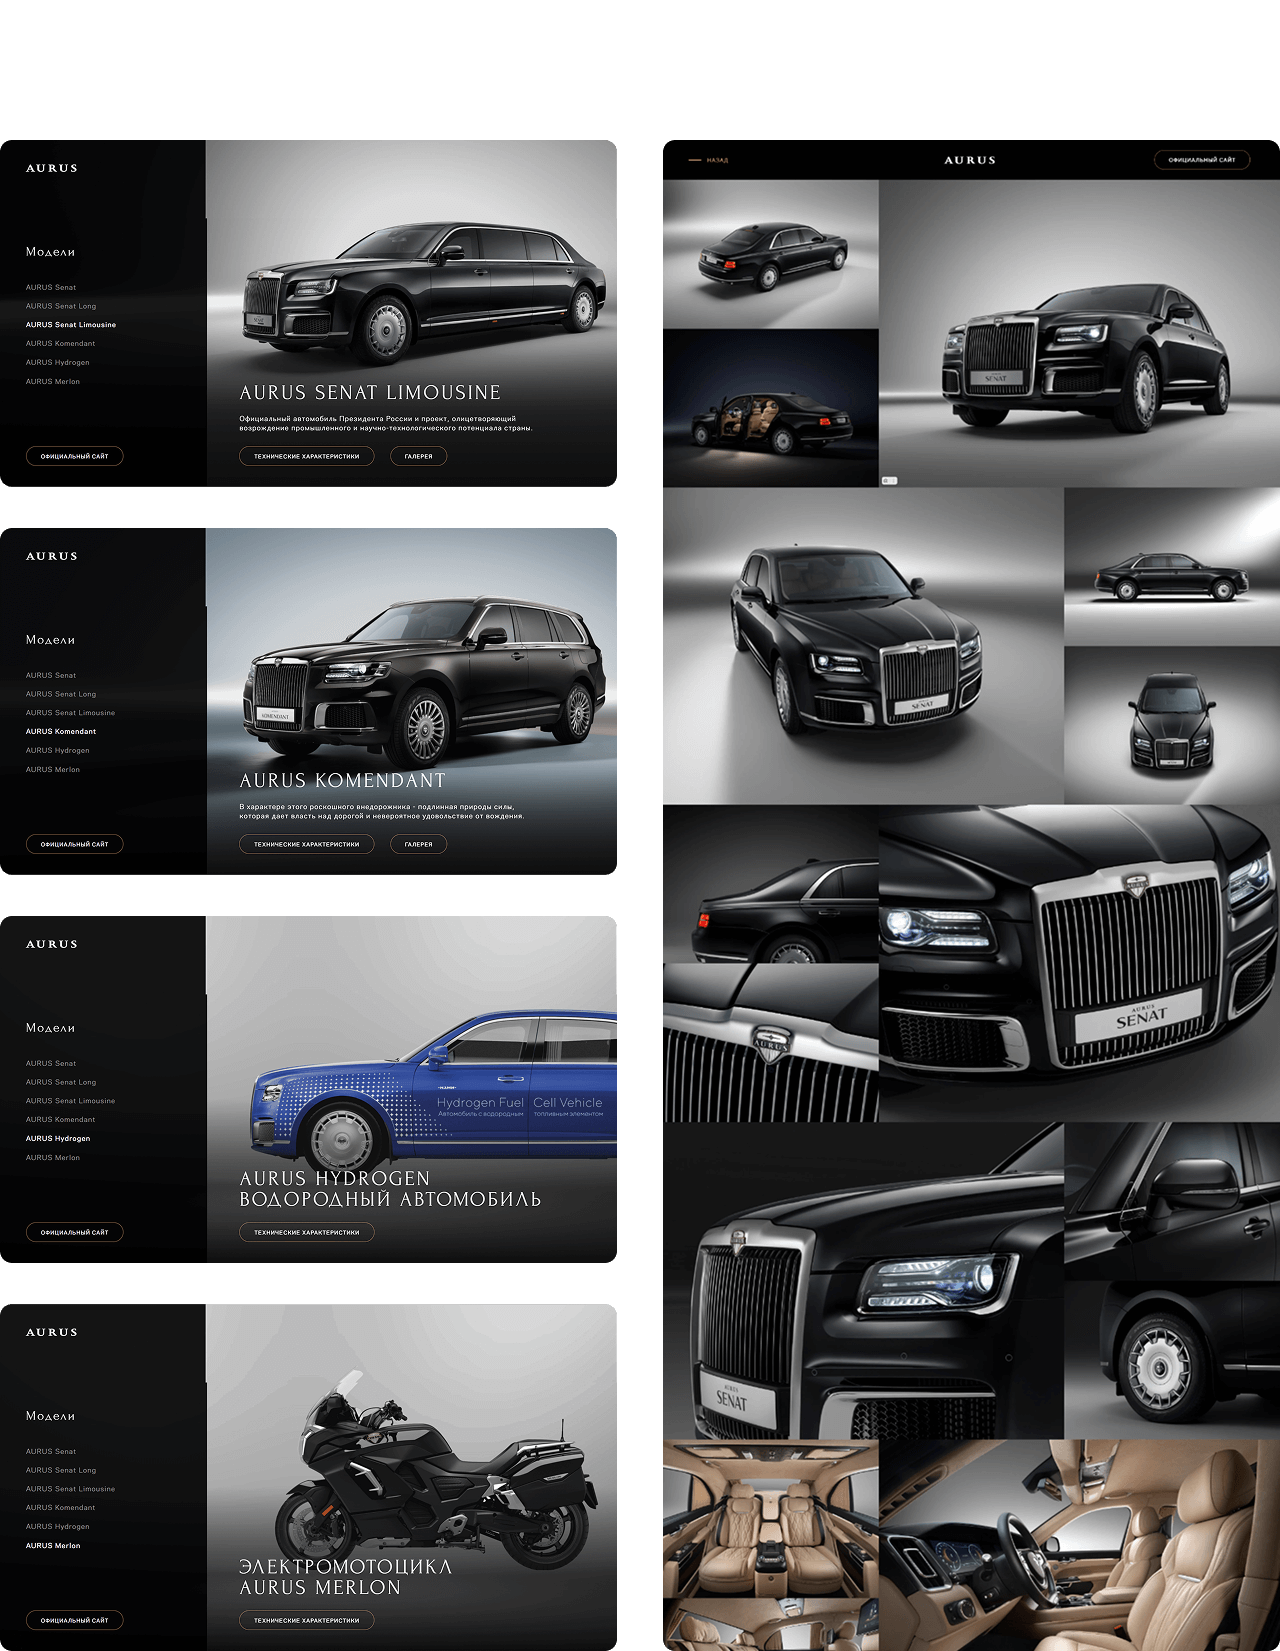 AURUS
Модели
AURUS Senat
AURUS Senat Long
AURUS Senat Limousine
AURUS Komendant
AURUS Hydrogen
AURUS Merlon
ОФИЦИАЛЬНЫЙ САЙТ
SENAT
AURUS SENAT LIMOUSINE
Официальный автомобиль Президента России и проект, олицетворяющий
возрождение промышленного и научно-технологического потенциала страны.
ТЕХНИЧЕСКИЕ ХАРАКТЕРИСТИКИ
ГАЛЕРЕЯ
AURUS
Модели
AURUS Senat
AURUS Senat Long
AURUS Senat Limousine
AURUS Komendant
AURUS Hydrogen
AURUS Merlon
ОФИЦИАЛЬНЫЙ САЙТ
KOMENDANT
AURUS KOMENDANT
В характере этого роскошного внедорожника - подлинная природы силы,
которая дает власть над дорогой и невероятное удовольствие от вождения.
ТЕХНИЧЕСКИЕ ХАРАКТЕРИСТИКИ
ГАЛЕРЕЯ
AURUS
Модели
AURUS Senat
AURUS Senat Long
AURUS Senat Limousine
AURUS Komendant
AURUS Hydrogen
AURUS Merlon
ОФИЦИАЛЬНЫЙ САЙТ
Hydrogen Fuel Cell Vehicle
Автомобиль с водородным топливным элементом
AURUS HYDROGEN
ВОДОРОДНЫЙ АВТОМОБИЛЬ
ТЕХНИЧЕСКИЕ ХАРАКТЕРИСТИКИ
AURUS
Модели
AURUS Senat
AURUS Senat Long
AURUS Senat Limousine
AURUS Komendant
AURUS Hydrogen
AURUS Merlon
ОФИЦИАЛЬНЫЙ САЙТ
ЭЛЕКТРОМОТОЦИКЛ
AURUS MERLON
ТЕХНИЧЕСКИЕ ХАРАКТЕРИСТИКИ
НАЗАД
AURUS
ОФИЦИАЛЬНЫЙ САЙТ
SENAT
SENAT
AURUS
AURUS
AURUS
SENAT
AURUS
SENAT